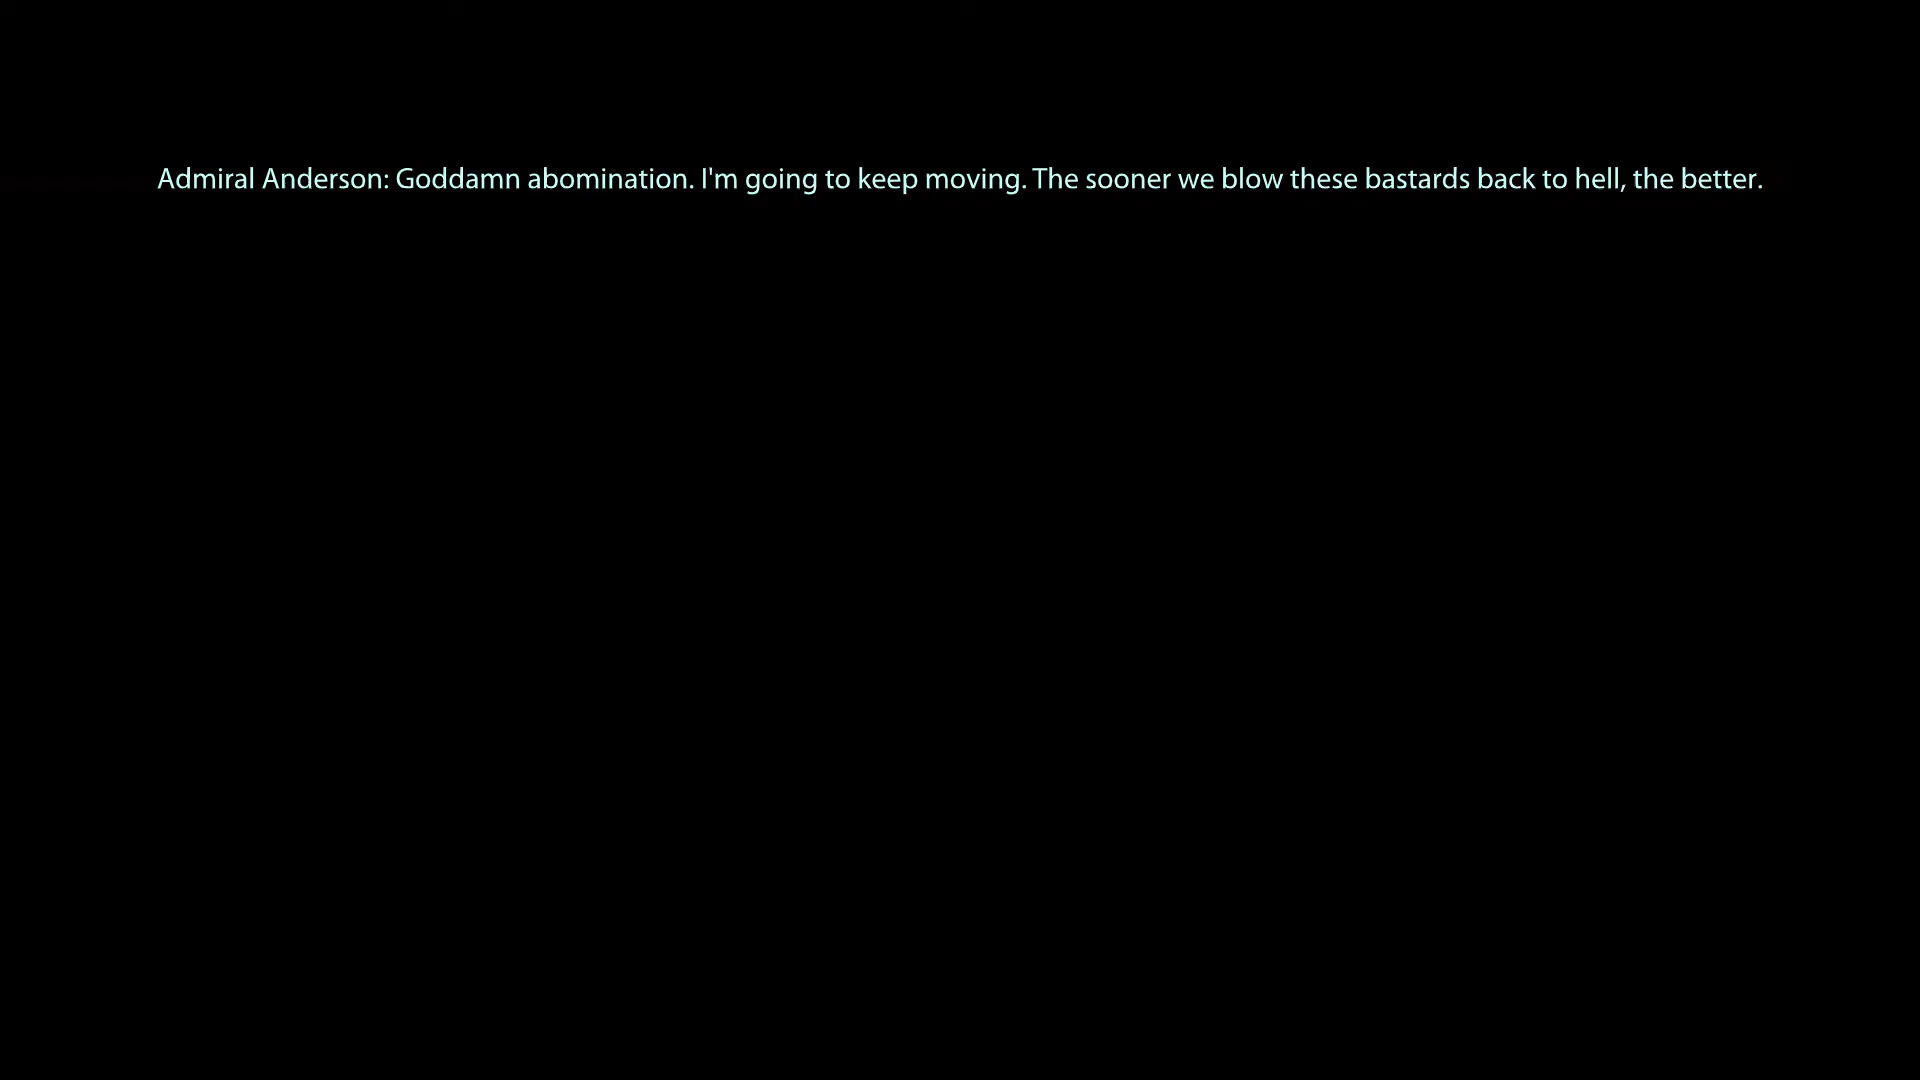 Admiral Anderson: Goddamn abomination. I'm going to keep moving. The sooner we blow these bastards back to hell, the better.